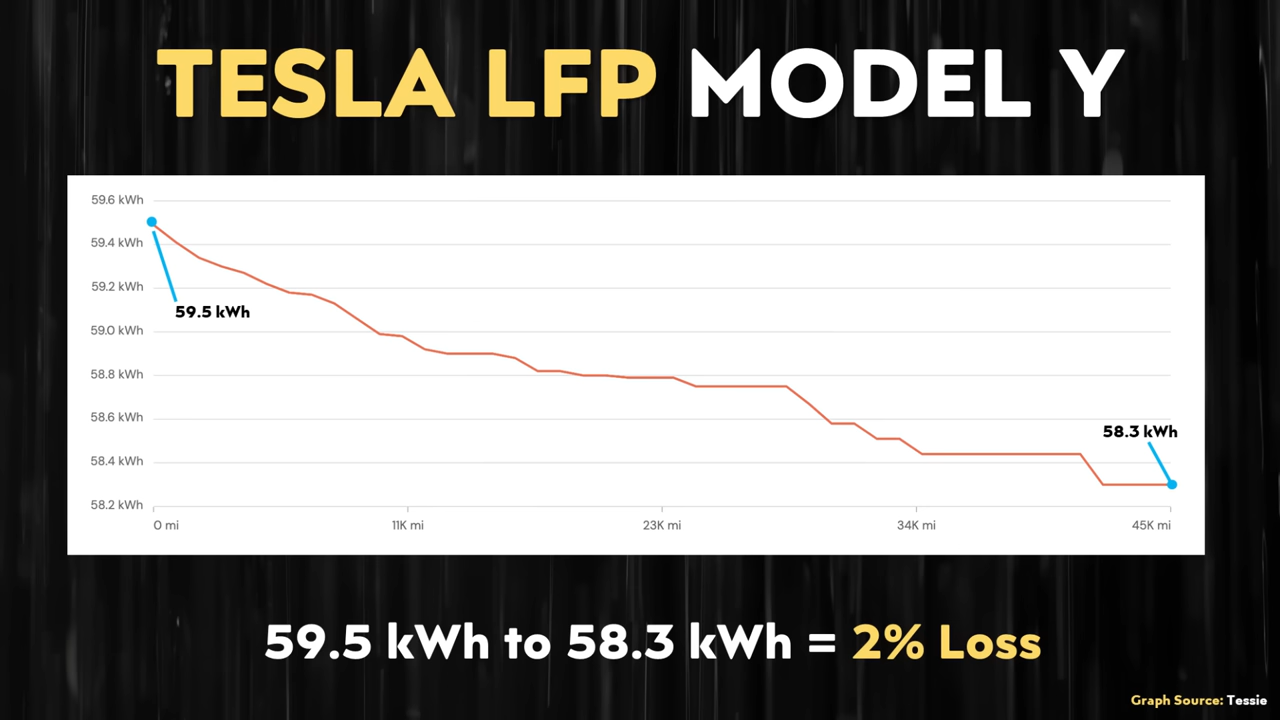 TESLA LFP MODEL Y
59.6 kWh
59.4 kWh
59.2 kWh
59.5 kWh
59.0 kWh
58.8 kWh
58.6 kWh
58.3 kWh
58.4 kWh
58.2 kWh
0 mi 11K mi 23K mi 34K mi 45K mi
59.5 kWh to 58.3 kWh = 2% Loss
Graph Source: Tessie